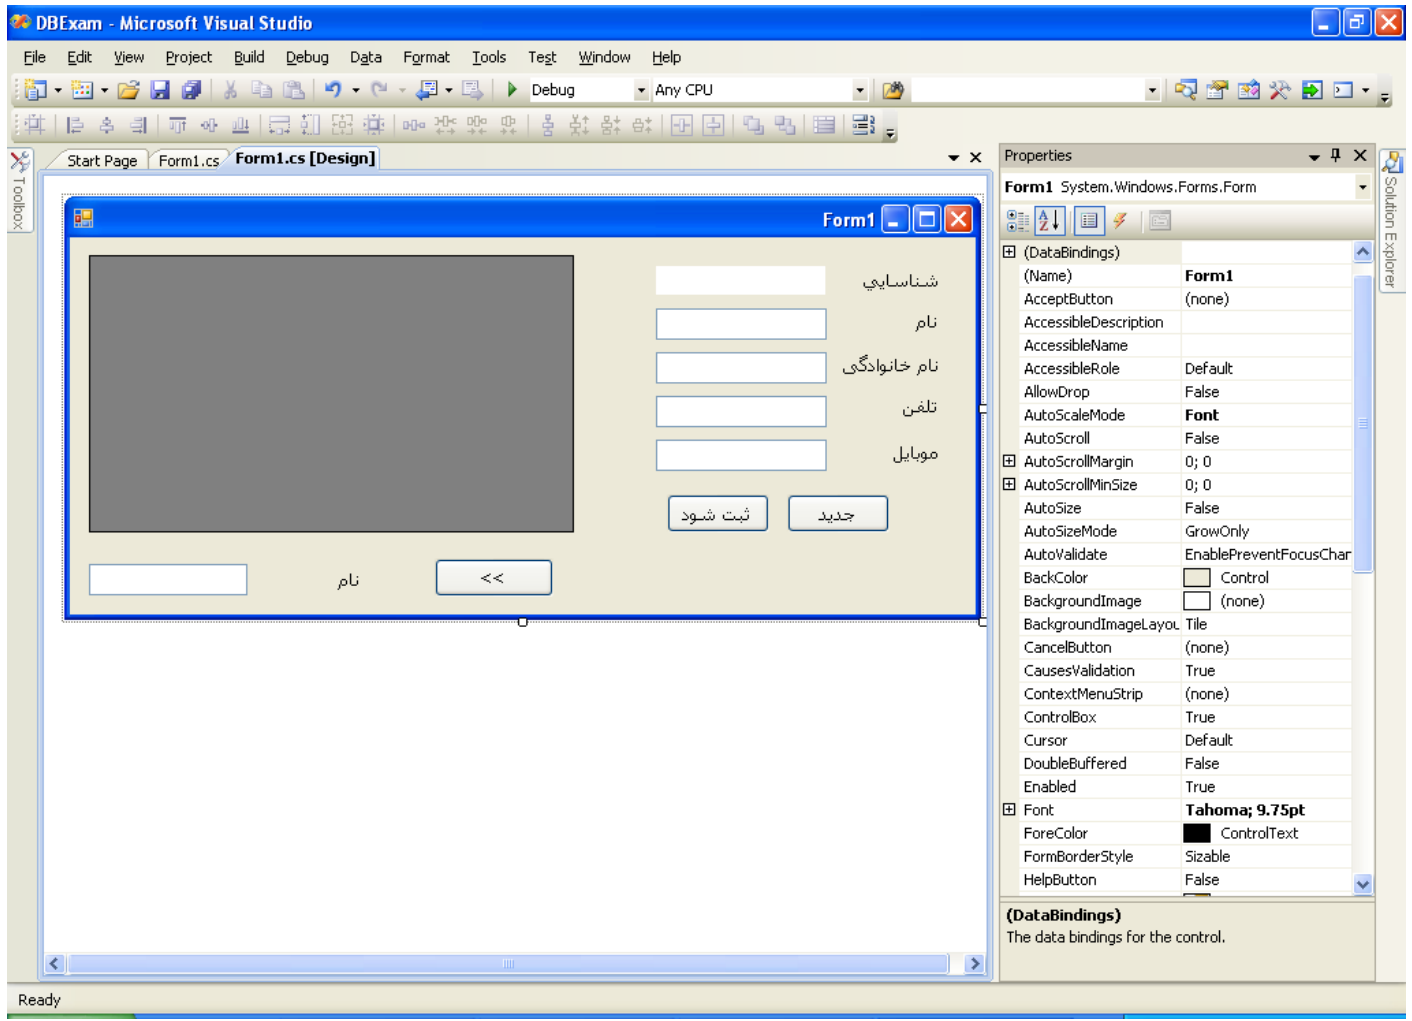 DBExam - Microsoft Visual Studio
File Edit View Project Build Debug Data Format Tools Test Window Help
Debug Any CPU
Start Page Form1.cs Form1.cs [Design]
Toolbox
Form1
شناسايي
نام
نام خانوادگی
تلفن
موبایل
جدید ثبت شود
نام >>
Properties
Form1 System.Windows.Forms.Form
Solution Explorer
(DataBindings)
(Name) Form1
AcceptButton (none)
AccessibleDescription
AccessibleName
AccessibleRole Default
AllowDrop False
AutoScaleMode Font
AutoScroll False
AutoScrollMargin 0; 0
AutoScrollMinSize 0; 0
AutoSize False
AutoSizeMode GrowOnly
AutoValidate EnablePreventFocusChar
BackColor Control
BackgroundImage (none)
BackgroundImageLayou Tile
CancelButton (none)
CausesValidation True
ContextMenuStrip (none)
ControlBox True
Cursor Default
DoubleBuffered False
Enabled True
Font Tahoma; 9.75pt
ForeColor ControlText
FormBorderStyle Sizable
HelpButton False
(DataBindings)
The data bindings for the control.
Ready